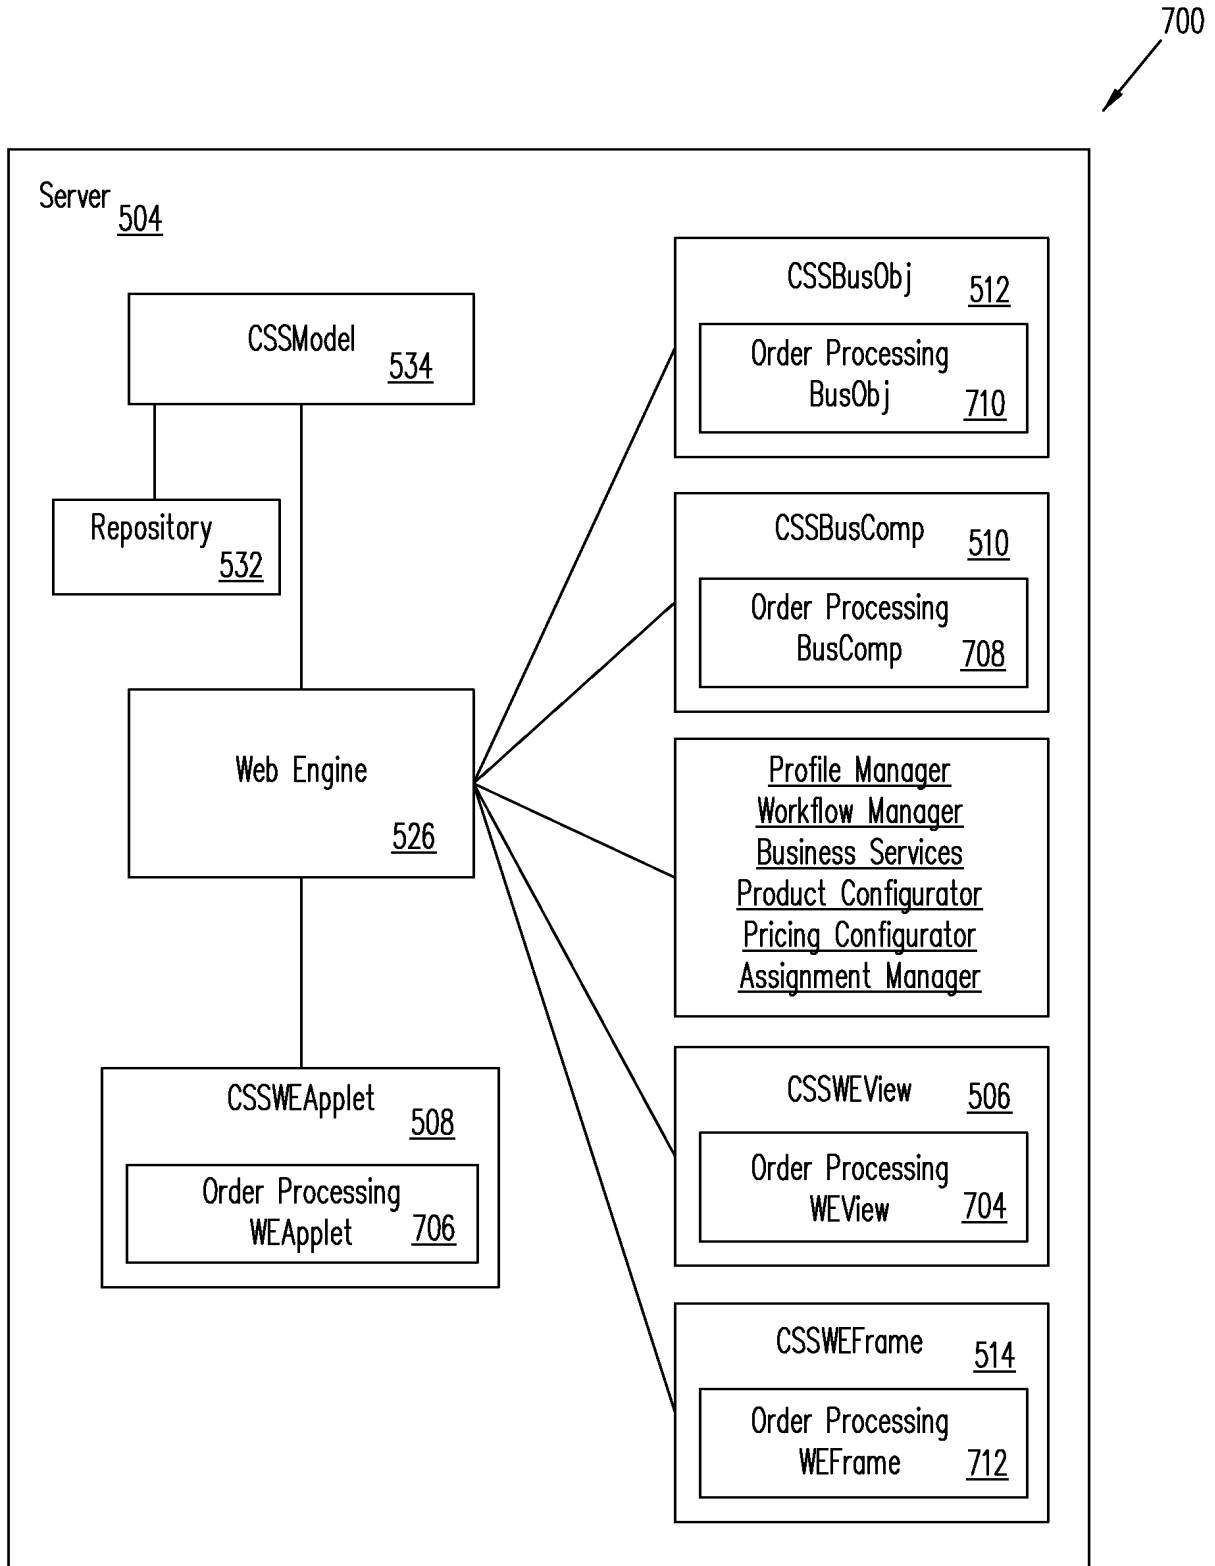 700
Server
504
CSSModel
534
Repository
532
Web Engine
526
CSSWEApplet
508
Order Processing
WEApplet
706
CSSBusObj
512
Order Processing
BusObj
710
CSSBusComp
510
Order Processing
BusComp
708
Profile Manager
Workflow Manager
Business Services
Product Configurator
Pricing Configurator
Assignment Manager
CSSWEView
506
Order Processing
WEView
704
CSSWEFrame
514
Order Processing
WEFrame
712